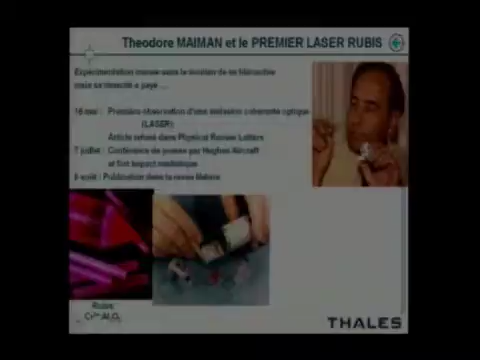 Theodore MAIMAN et le PREMIER LASER RUBIS
Expérimentation menée sans le soutien de sa hiérarchie
mais sa ténacité a payé ...
16 mai : Première observation d'une émission cohérente optique
(LASER)
Article refusé dans Physical Review Letters
7 juillet : Conférence de presse par Hughes Aircraft
et fort impact médiatique
6 août : Publication dans la revue Nature
Rubis
THALES